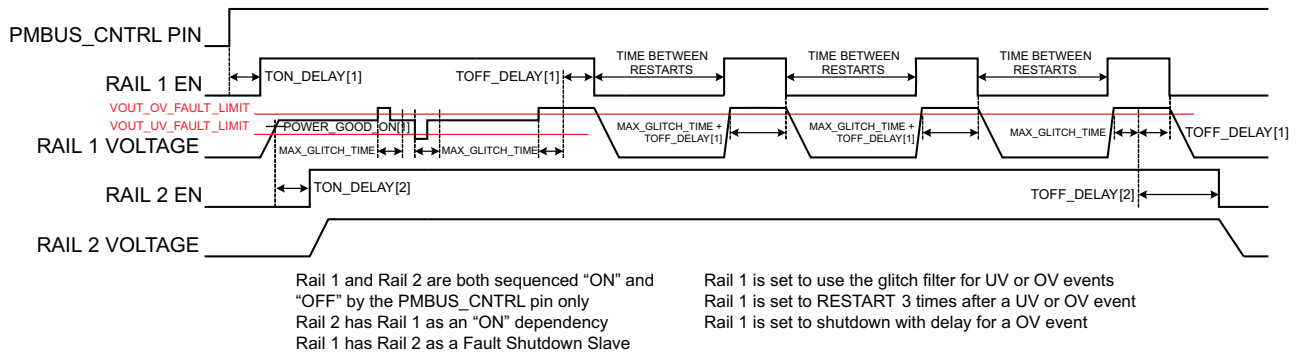 PMBUS_CNTRL PIN
RAIL 1 EN
TON_DELAY[1]
TOFF_DELAY[1]
TIME BETWEEN
RESTARTS
TIME BETWEEN
RESTARTS
TIME BETWEEN
RESTARTS
VOUT_OV_FAULT_LIMIT
VOUT_UV_FAULT_LIMIT
POWER_GOOD_ON[1]
RAIL 1 VOLTAGE
MAX_GLITCH_TIME
MAX_GLITCH_TIME
MAX_GLITCH_TIME +
TOFF_DELAY[1]
MAX_GLITCH_TIME +
TOFF_DELAY[1]
MAX_GLITCH_TIME
TOFF_DELAY[1]
RAIL 2 EN
TON_DELAY[2]
TOFF_DELAY[2]
RAIL 2 VOLTAGE
Rail 1 and Rail 2 are both sequenced “ON” and
“OFF” by the PMBUS_CNTRL pin only
Rail 2 has Rail 1 as an “ON” dependency
Rail 1 has Rail 2 as a Fault Shutdown Slave
Rail 1 is set to use the glitch filter for UV or OV events
Rail 1 is set to RESTART 3 times after a UV or OV event
Rail 1 is set to shutdown with delay for a OV event